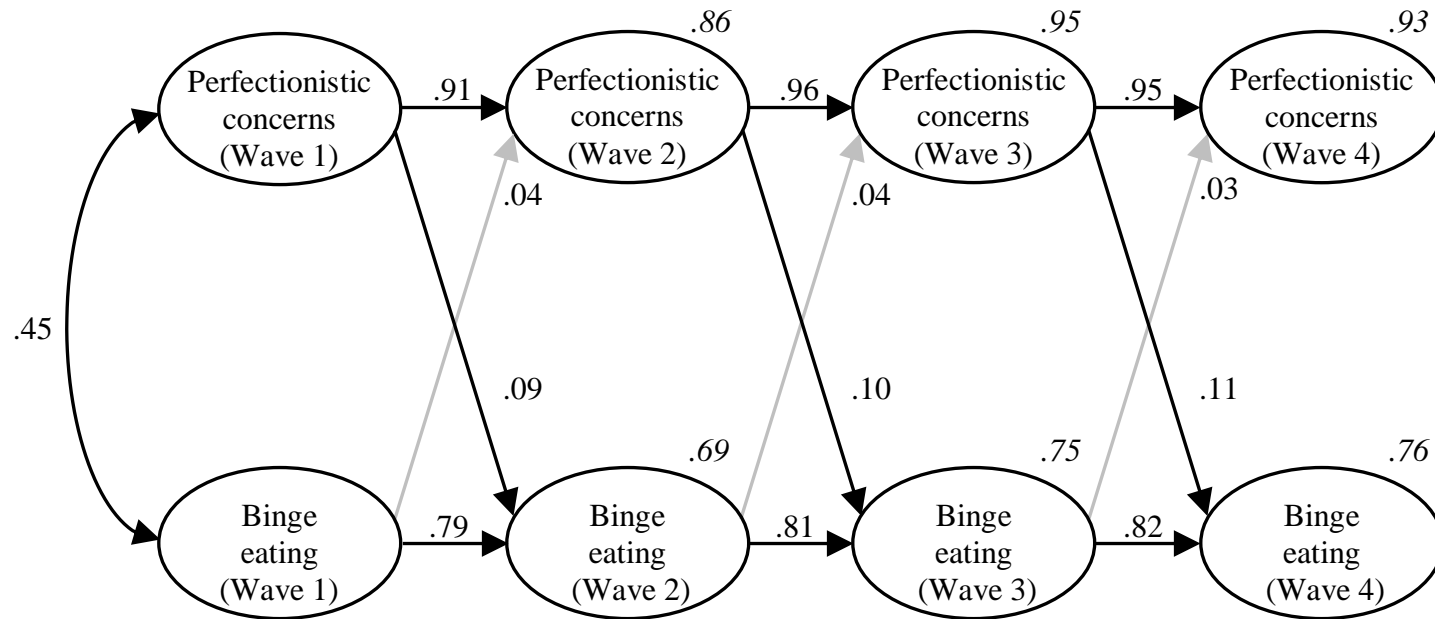 .86
.95
.93
Perfectionistic
concerns
(Wave 1)
.91
Perfectionistic
concerns
(Wave 2)
.96
Perfectionistic
concerns
(Wave 3)
.95
Perfectionistic
concerns
(Wave 4)
.04
.04
.03
.45
.09
.10
.11
.69
.75
.76
Binge
eating
(Wave 1)
.79
Binge
eating
(Wave 2)
.81
Binge
eating
(Wave 3)
.82
Binge
eating
(Wave 4)